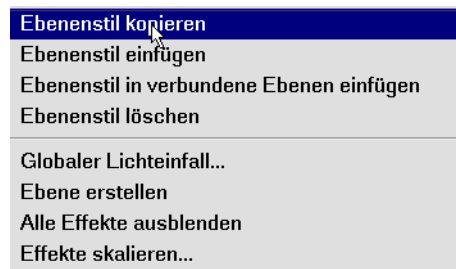 Ebenenstil kopieren
Ebenenstil einfügen
Ebenenstil in verbundene Ebenen einfügen
Ebenenstil löschen
Globaler Lichteinfall...
Ebene erstellen
Alle Effekte ausblenden
Effekte skalieren...